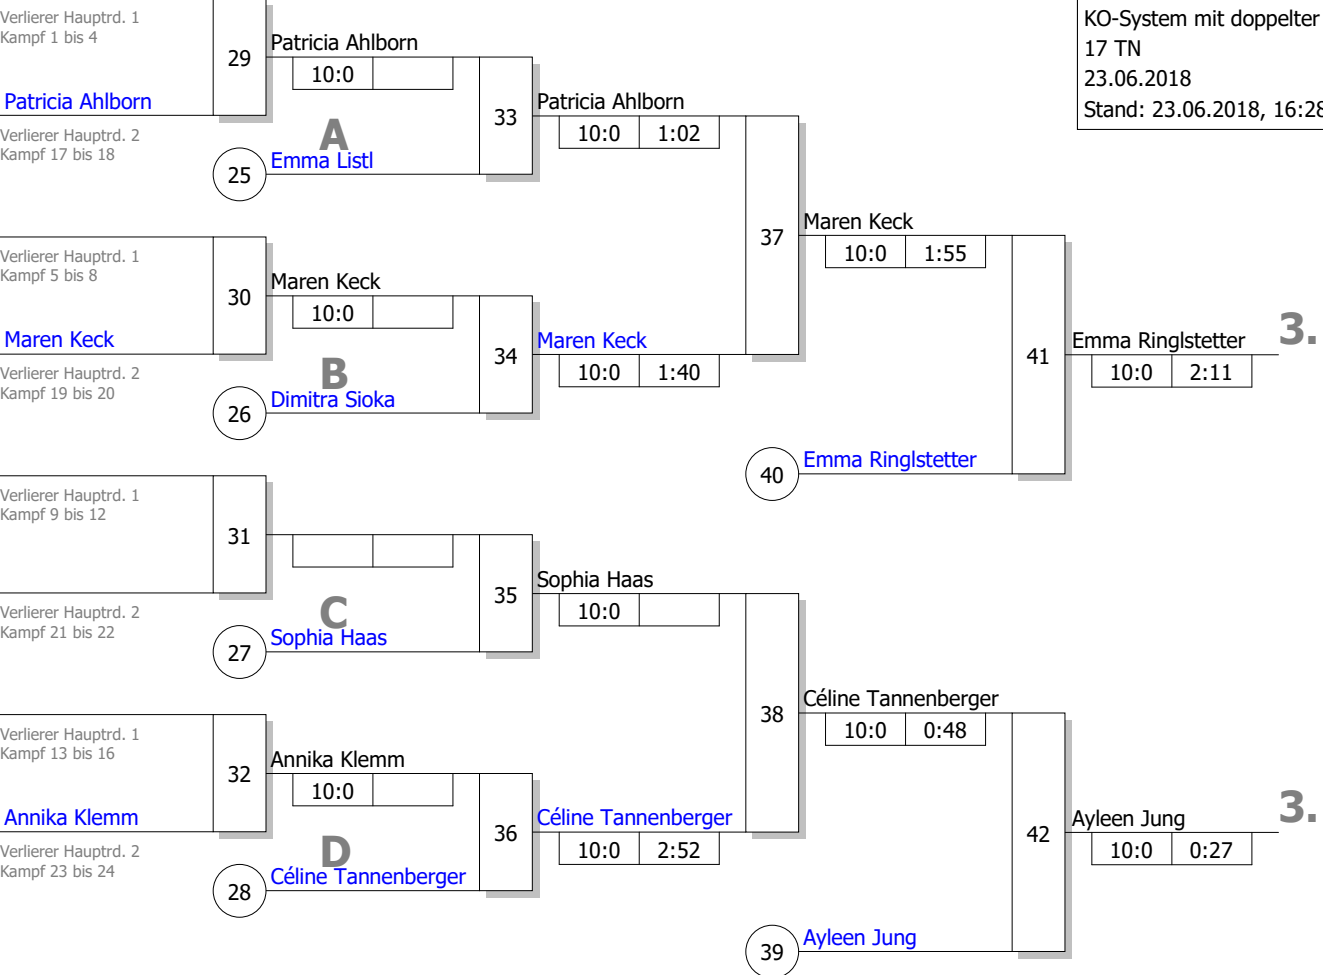 Verlierer Hauptrd. 1
Kampf 1 bis 4
29
Patricia Ahlborn
10:0
Patricia Ahlborn
Verlierer Hauptrd. 2
Kampf 17 bis 18
A
25
Emma Listl
33
Patricia Ahlborn
10:0 1:02
KO-System mit doppelter
17 TN
23.06.2018
Stand: 23.06.2018, 16:28
Verlierer Hauptrd. 1
Kampf 5 bis 8
30
Maren Keck
10:0
Maren Keck
Verlierer Hauptrd. 2
Kampf 19 bis 20
B
26
Dimitra Sioka
34
Maren Keck
10:0 1:40
37
Maren Keck
10:0 1:55
40
Emma Ringlstetter
41
Emma Ringlstetter
10:0 2:11
3.
Verlierer Hauptrd. 1
Kampf 9 bis 12
31
Verlierer Hauptrd. 2
Kampf 21 bis 22
C
27
Sophia Haas
35
Sophia Haas
10:0
Verlierer Hauptrd. 1
Kampf 13 bis 16
32
Annika Klemm
10:0
Annika Klemm
Verlierer Hauptrd. 2
Kampf 23 bis 24
D
28
Céline Tannenberger
36
Céline Tannenberger
10:0 2:52
38
Céline Tannenberger
10:0 0:48
39
Ayleen Jung
42
Ayleen Jung
10:0 0:27
3.